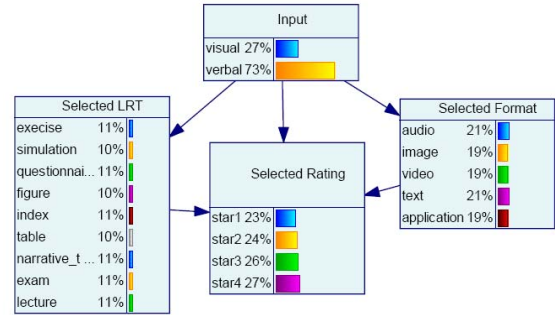 Input
visual 27%
verbal 73%
Selected LRT
execise 11%
simulation 10%
questionnai... 11%
figure 10%
index 11%
table 10%
narrative_t ... 11%
exam 11%
lecture 11%
Selected Rating
star1 23%
star2 24%
star3 26%
star4 27%
Selected Format
audio 21%
image 19%
video 19%
text 21%
application 19%